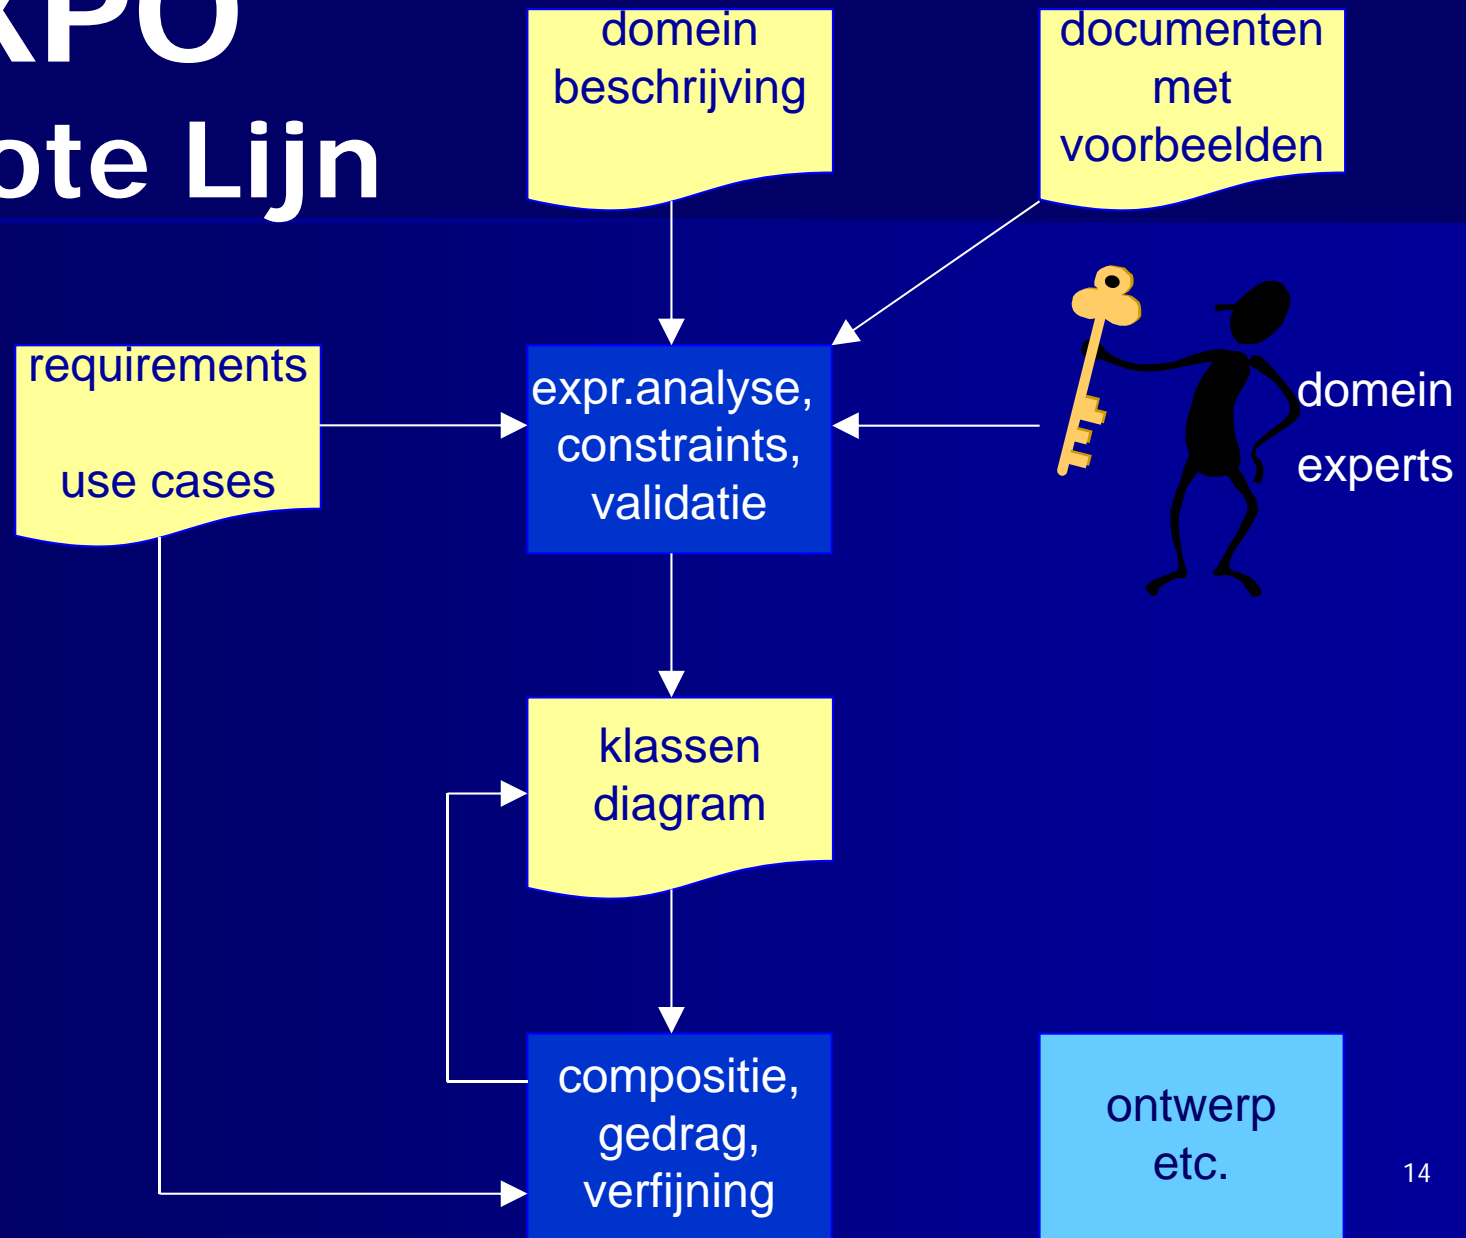 XPO
ote Lijn
domein
beschrijving
documenten
met
voorbeelden
requirements
use cases
expr.analyse,
constraints,
validatie
domein
experts
klassen
diagram
compositie,
gedrag,
verfijning
ontwerp
etc.
14